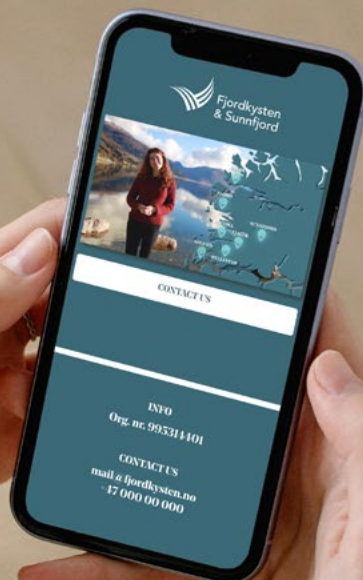 Fjordkysten
& Sunnfjord
CONTACT US
INFO
Org. nr. 995314401
CONTACT US
mail@fjordkysten.no
+47 000 00 000